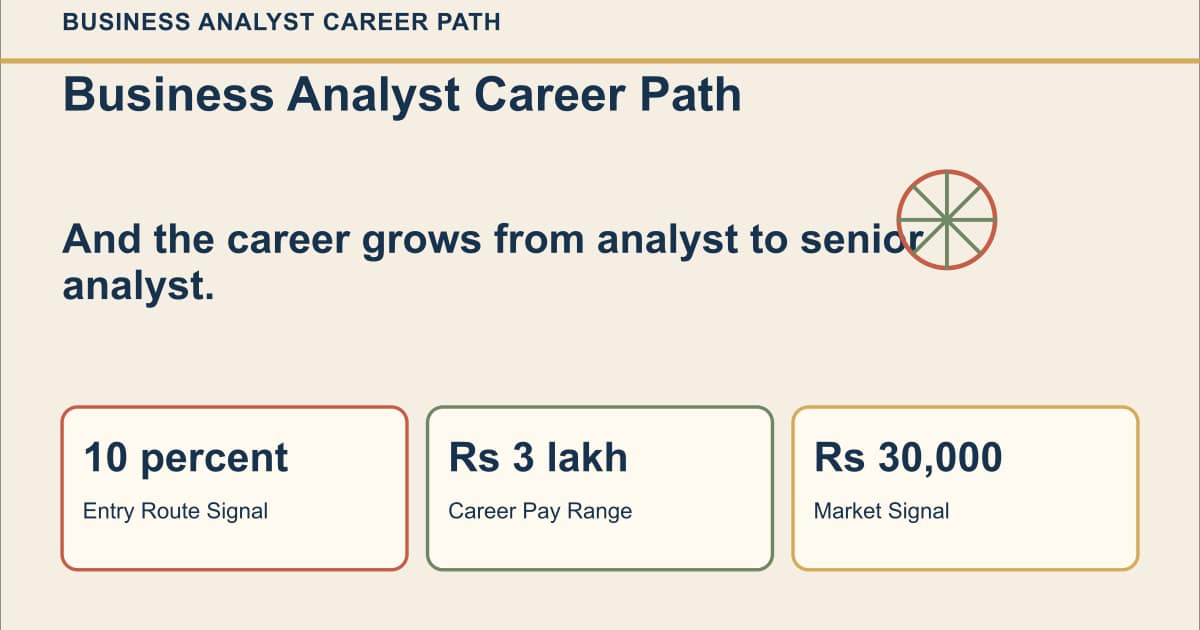 BUSINESS ANALYST CAREER PATH
Business Analyst Career Path
And the career grows from analyst to senior
analyst.
10 percent
Entry Route Signal
Rs 3 lakh
Career Pay Range
Rs 30,000
Market Signal